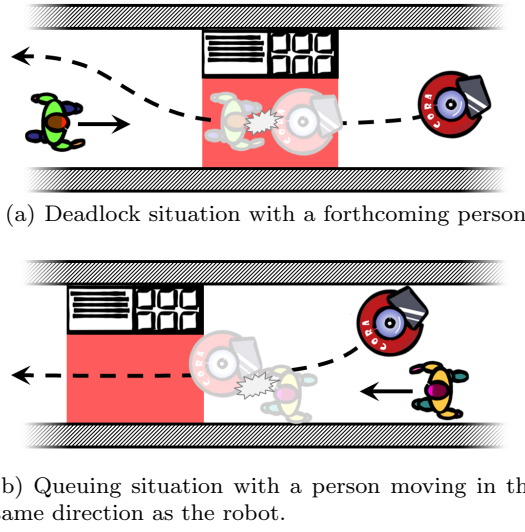 CORA
CORA
(a) Deadlock situation with a forthcoming person
CORA
CORA
b) Queuing situation with a person moving in th
same direction as the robot.